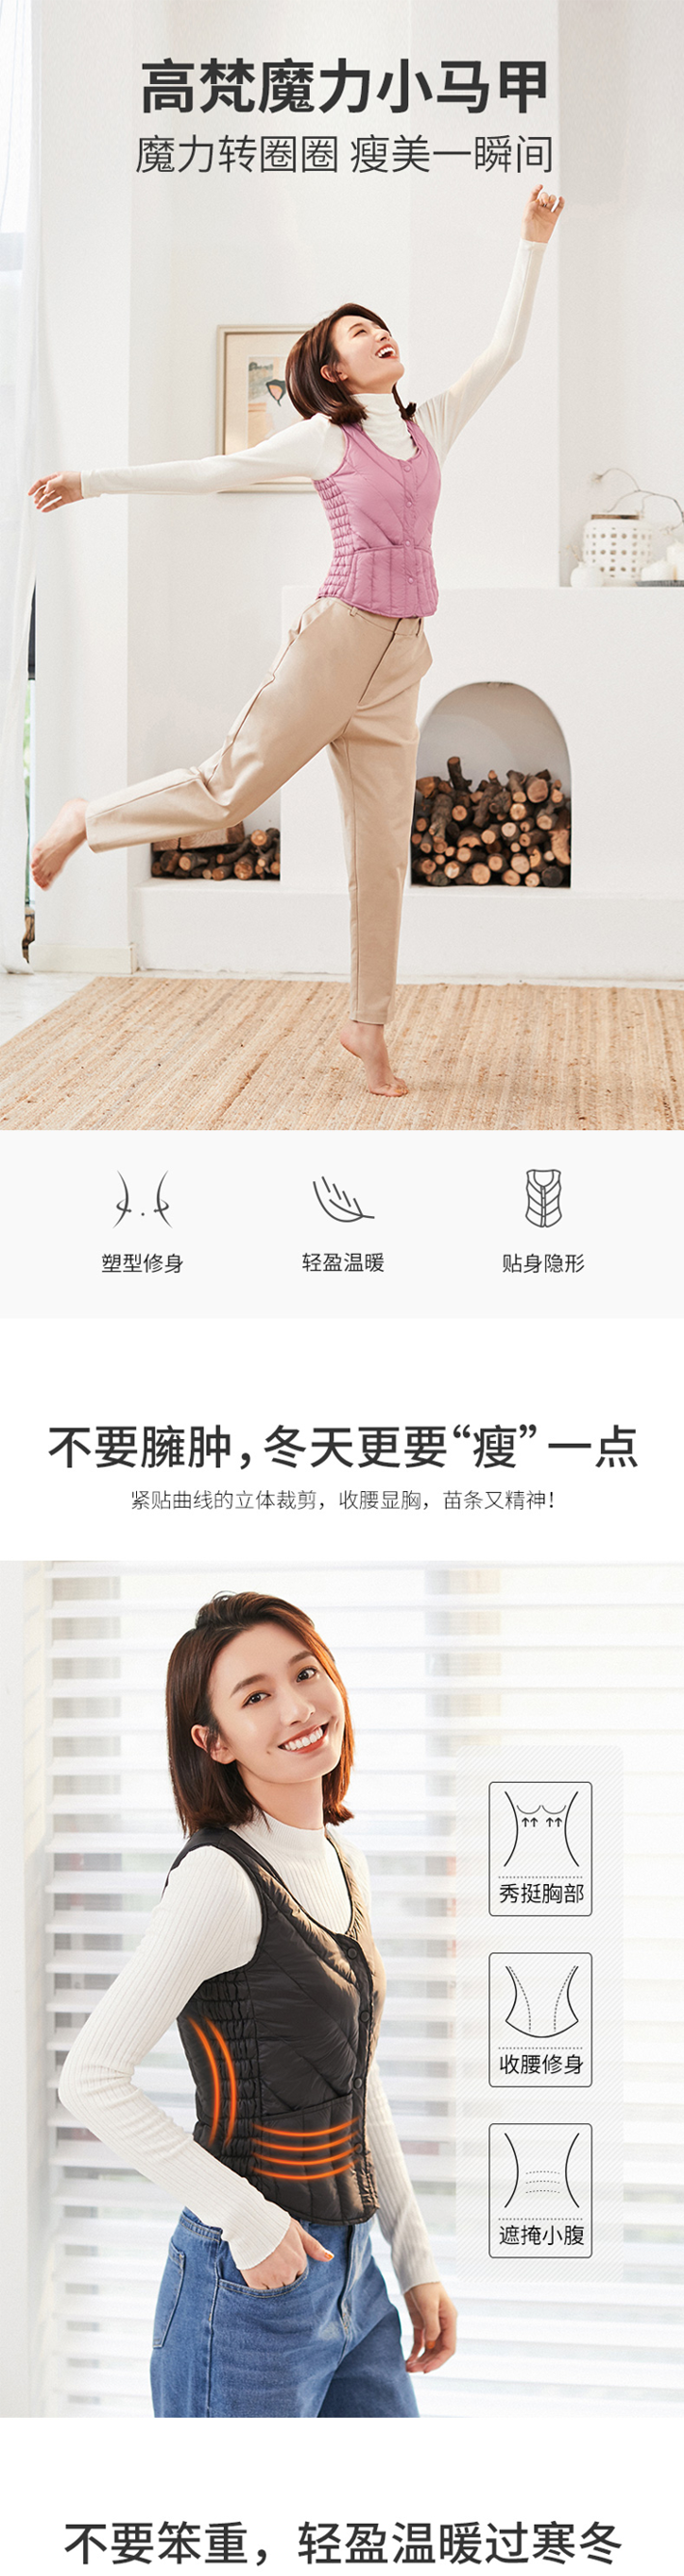 高梵魔力小马甲
魔力转圈圈 瘦美一瞬间
塑型修身
轻盈温暖
贴身隐形
不要臃肿，冬天更要“瘦”一点
紧贴曲线的立体裁剪，收腰显胸，苗条又精神！
秀挺胸部
收腰修身
遮掩小腹
不要笨重，轻盈温暖过寒冬